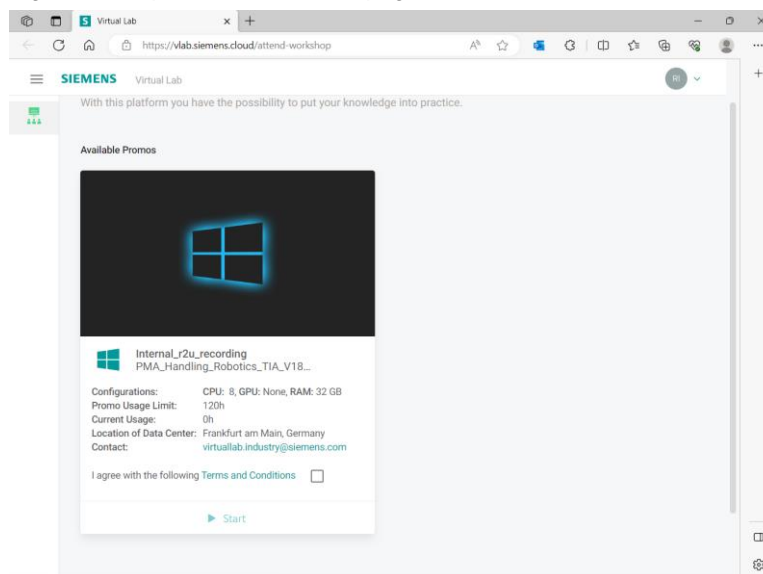 Virtual Lab
https://vlab.siemens.cloud/attend-workshop
SIEMENS Virtual Lab
RI
With this platform you have the possibility to put your knowledge into practice.
Available Promos
Internal_r2u_recording
PMA_Handling_Robotics_TIA_V18...
Configurations: CPU: 8, GPU: None, RAM: 32 GB
Promo Usage Limit: 120h
Current Usage: 0h
Location of Data Center: Frankfurt am Main, Germany
Contact: virtuallab.industry@siemens.com
I agree with the following Terms and Conditions
Start